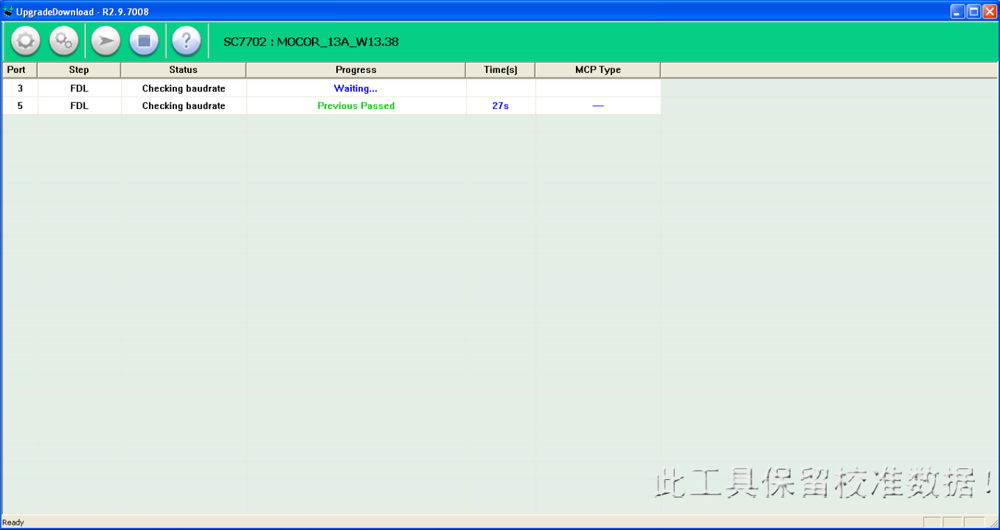 UpgradeDownload - R2.9.7008
SC7702 : MOCOR_13A_W13.38
Port Step Status Progress Time(s) MCP Type
3 FDL Checking baudrate Waiting...
5 FDL Checking baudrate Previous Passed 27s —
此工具保留校准数据！
Ready